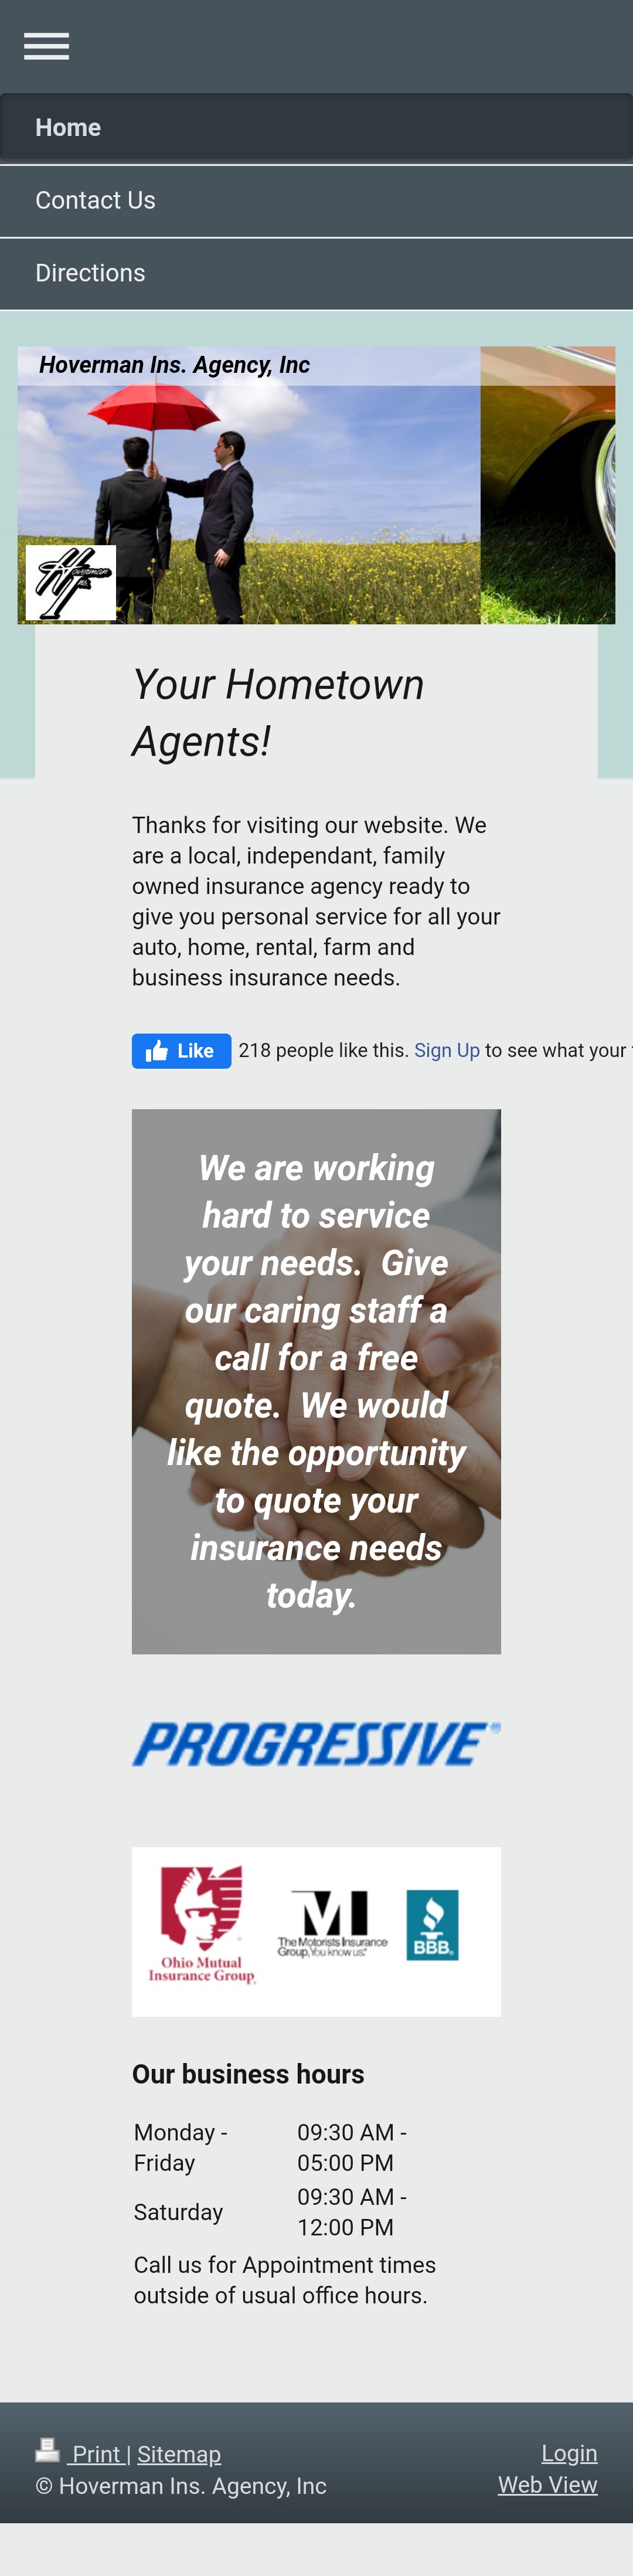 Home
Contact Us
Directions
Hoverman Ins. Agency, Inc
Hoverman
Ins.
Your Hometown
Agents!
Thanks for visiting our website. We
are a local, independant, family
owned insurance agency ready to
give you personal service for all your
auto, home, rental, farm and
business insurance needs.
Like 218 people like this. Sign Up to see what your
We are working
hard to service
your needs. Give
our caring staff a
call for a free
quote. We would
like the opportunity
to quote your
insurance needs
today.
PROGRESSIVE®
Ohio Mutual
Insurance Group
MI
The Motorists Insurance
Group, You know us.
BBB
Our business hours
Monday - 09:30 AM -
Friday 05:00 PM
Saturday 09:30 AM -
12:00 PM
Call us for Appointment times
outside of usual office hours.
Print | Sitemap
© Hoverman Ins. Agency, Inc
Login
Web View